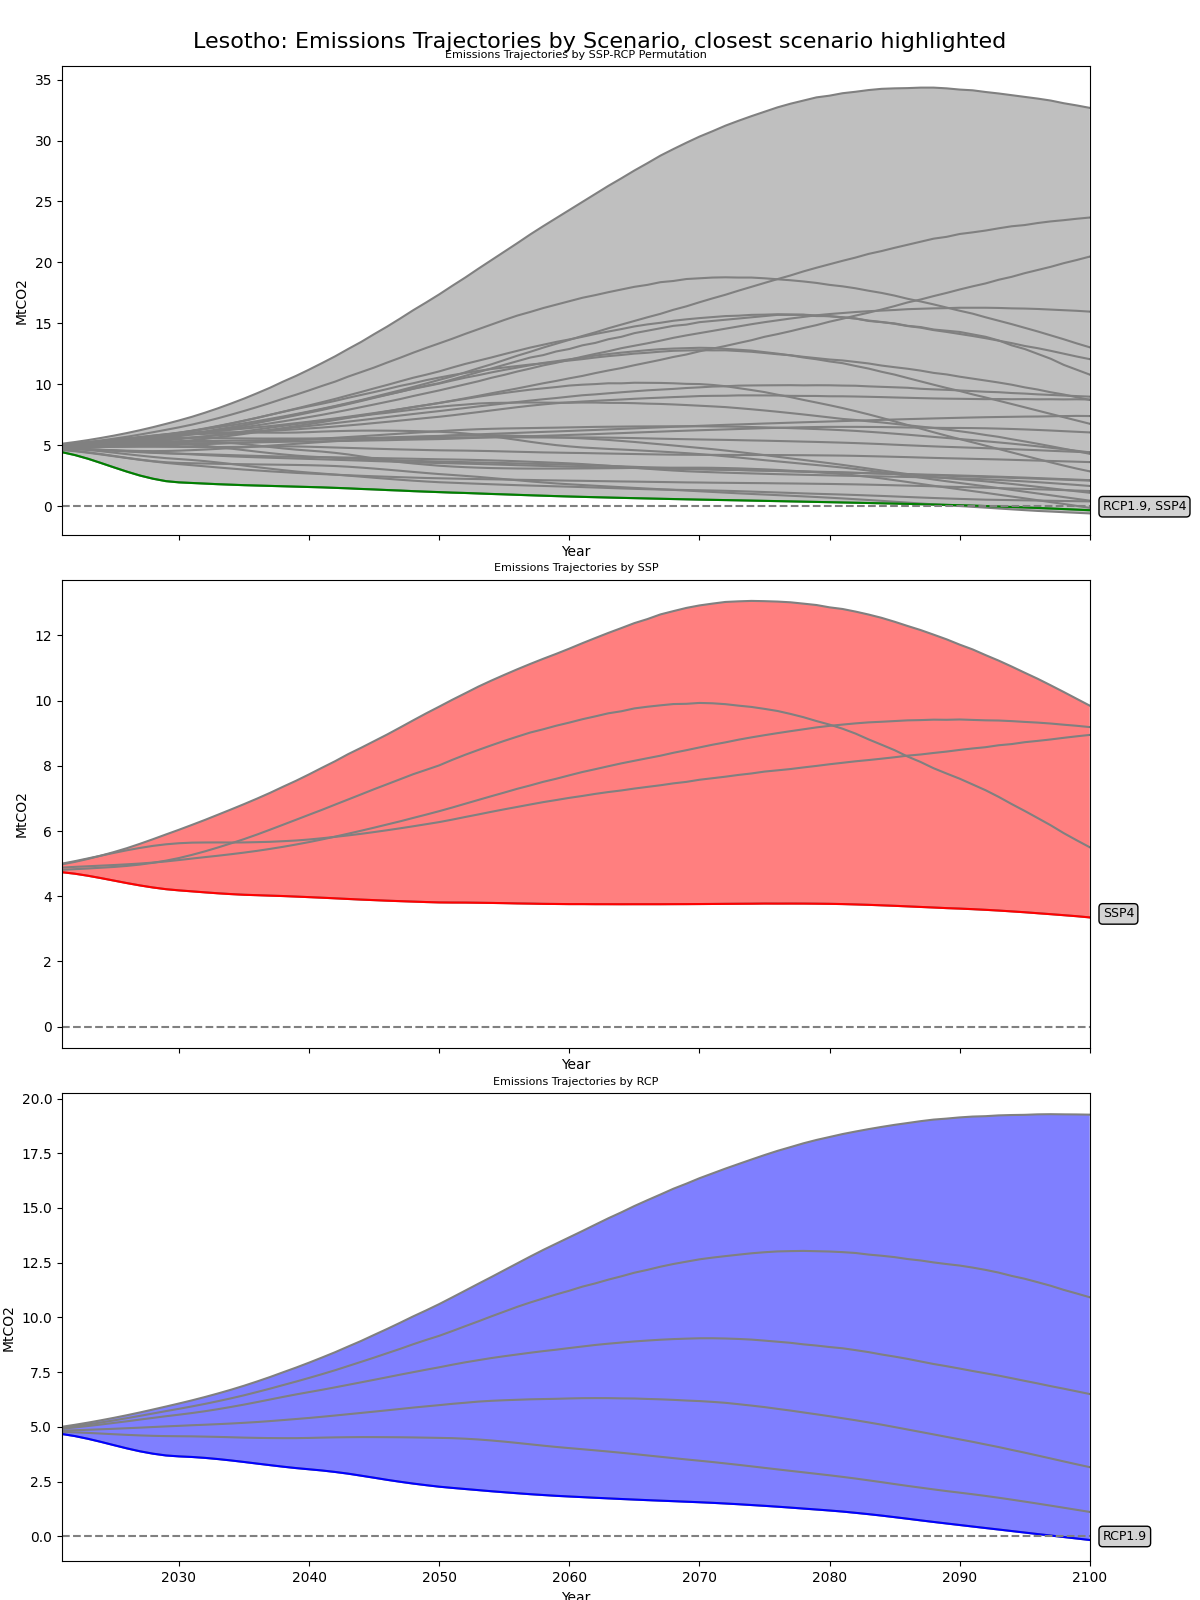 Lesotho: Emissions Trajectories by Scenario, closest scenario highlighted
Emissions Trajectories by SSP-RCP Permutation
35
30
25
20
15
10
5
0
MtCO2
RCP1.9, SSP4
Year
Emissions Trajectories by SSP
12
10
8
6
4
2
0
MtCO2
SSP4
Year
Emissions Trajectories by RCP
20.0
17.5
15.0
12.5
10.0
7.5
5.0
2.5
0.0
MtCO2
RCP1.9
2030 2040 2050 2060 2070 2080 2090 2100
Year